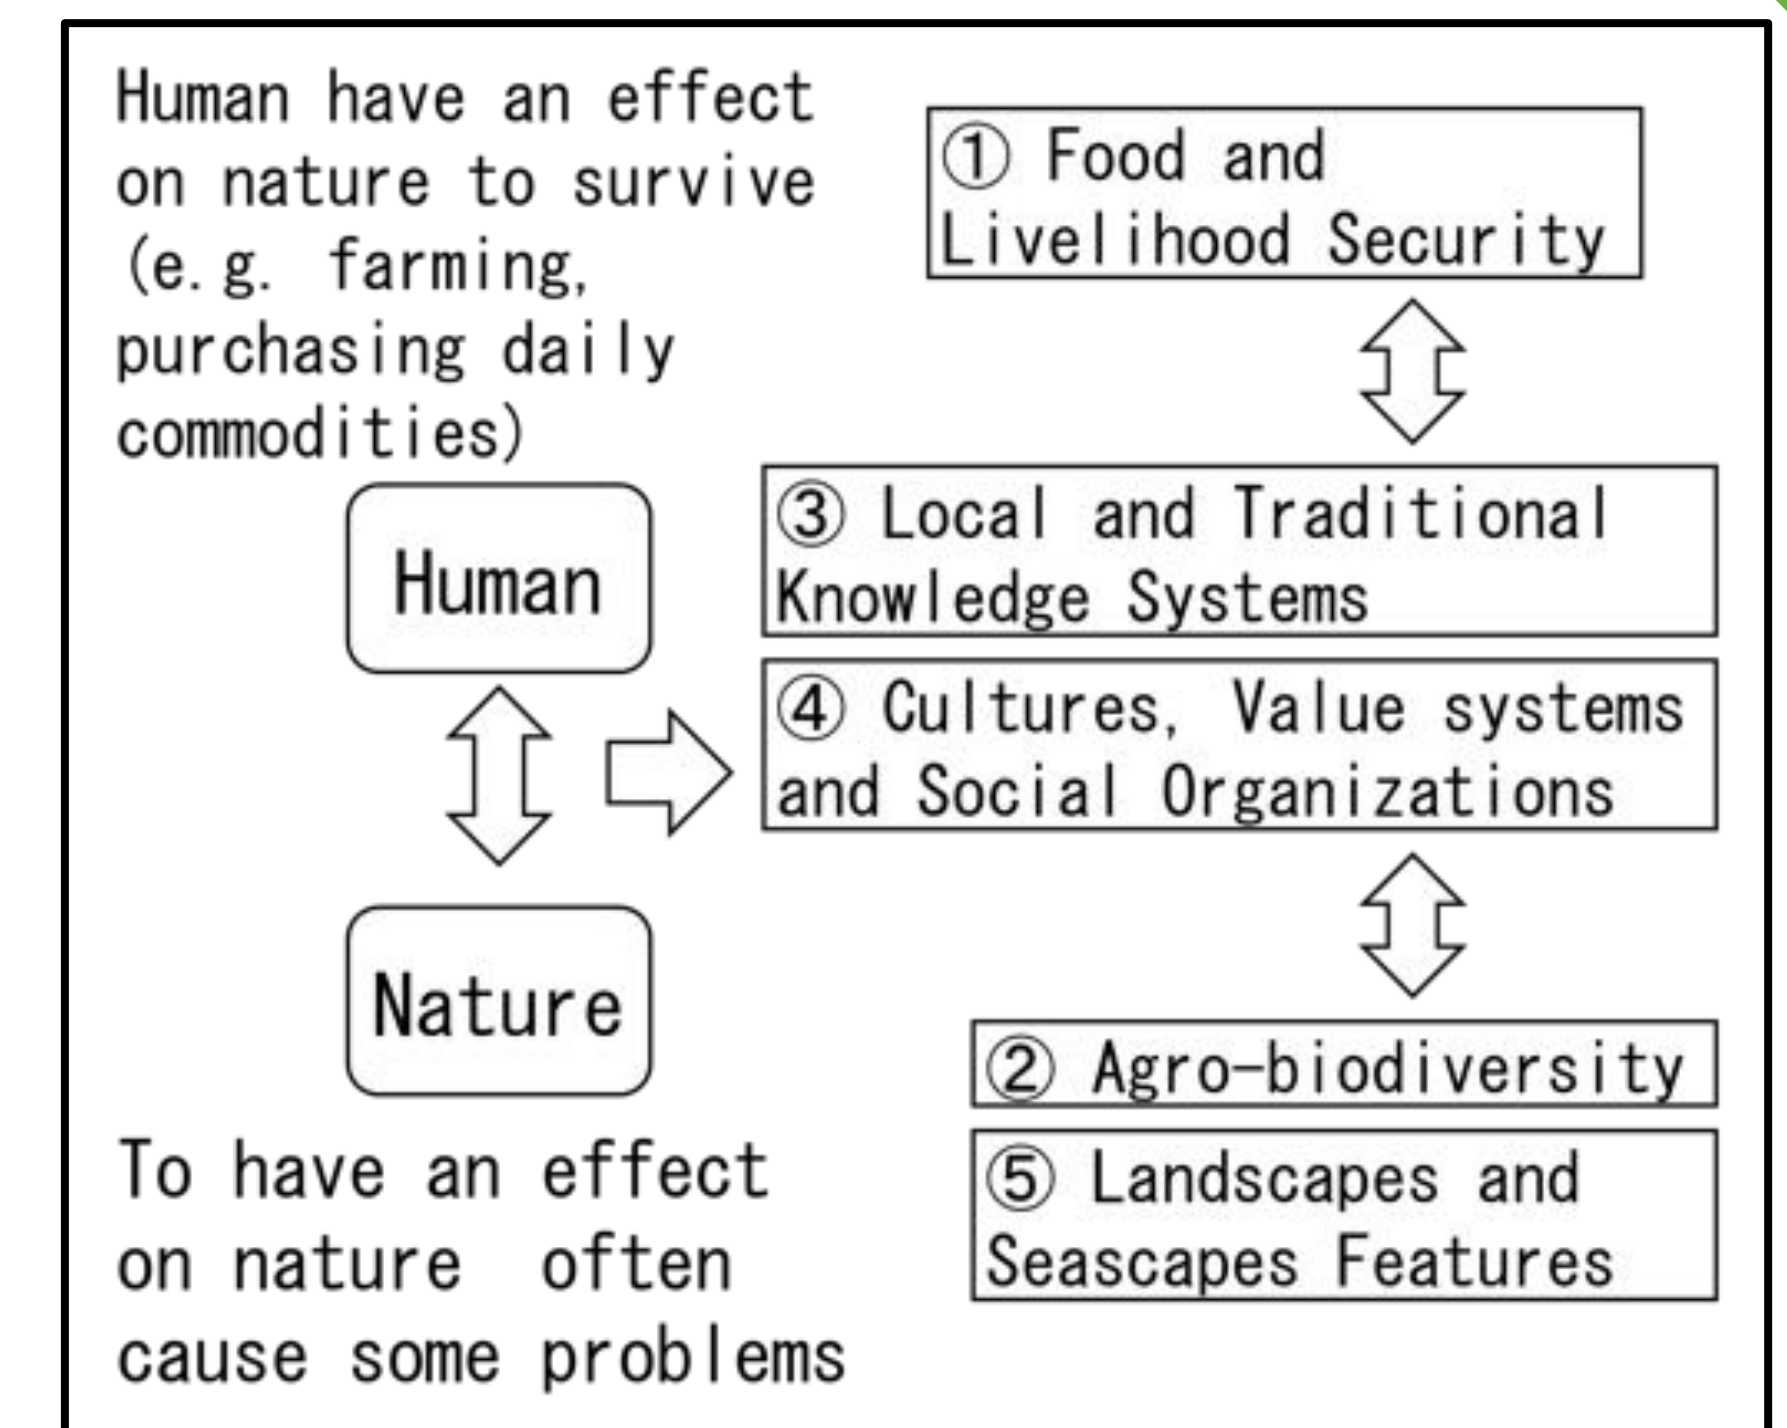 Human have an effect
on nature to survive
(e.g. farming,
purchasing daily
commodities)
Human
Nature
To have an effect
on nature often
cause some problems
① Food and
Livelihood Security
③ Local and Traditional
Knowledge Systems
④ Cultures, Value systems
and Social Organizations
② Agro-biodiversity
⑤ Landscapes and
Seascapes Features